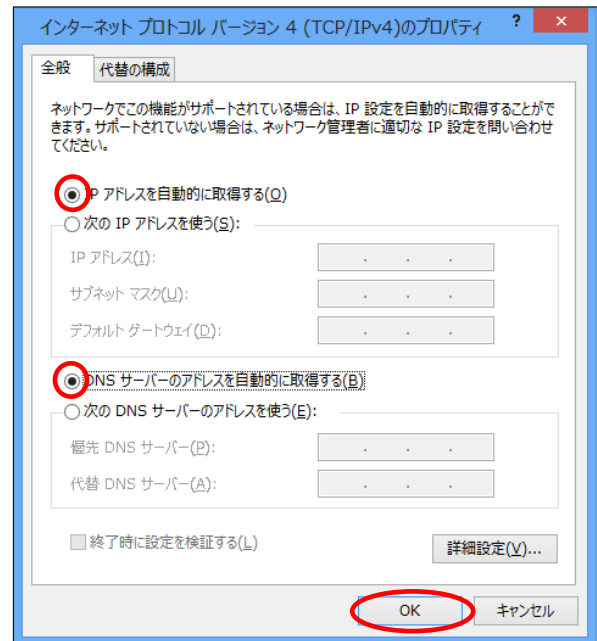 インターネット プロトコル バージョン 4 (TCP/IPv4)のプロパティ
? ×
全般
代替の構成
ネットワークでこの機能がサポートされている場合は、IP 設定を自動的に取得することがで
きます。サポートされていない場合は、ネットワーク管理者に適切な IP 設定を問い合わせ
てください。
IP アドレスを自動的に取得する(O)
次の IP アドレスを使う(S):
IP アドレス(I):
. . .
サブネット マスク(U):
. . .
デフォルト ゲートウェイ(D):
. . .
DNS サーバーのアドレスを自動的に取得する(B)
次の DNS サーバーのアドレスを使う(E):
優先 DNS サーバー(P):
. . .
代替 DNS サーバー(A):
. . .
終了時に設定を検証する(L)
詳細設定(V)...
OK
キャンセル